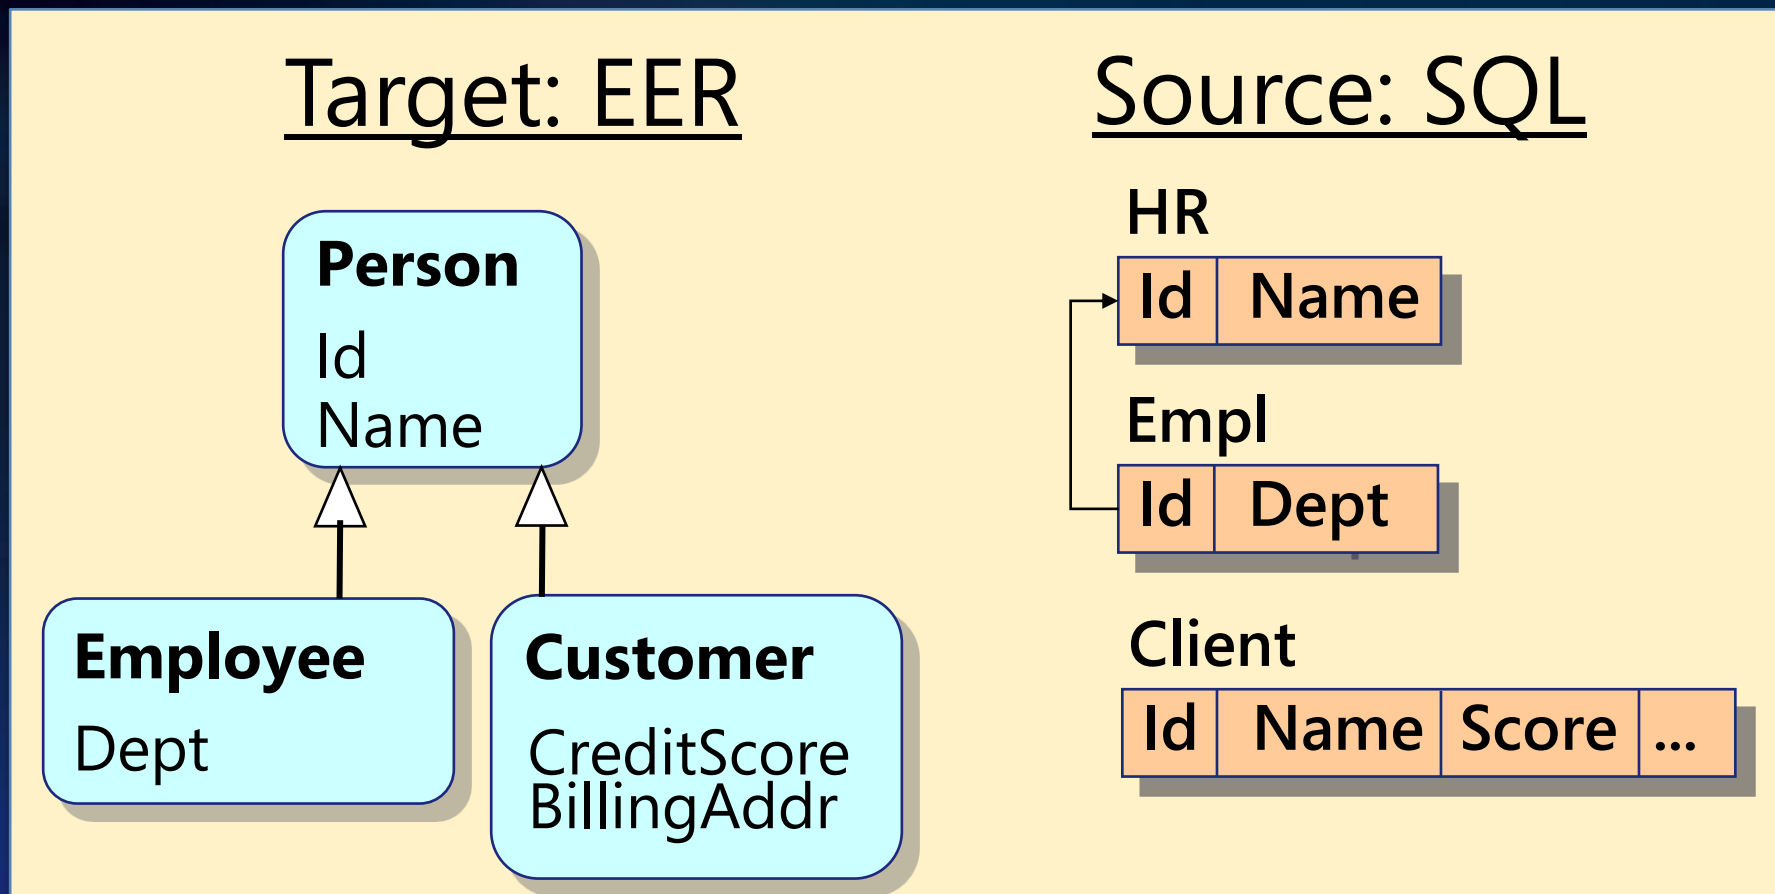 Target: EER
Person
Id
Name
Employee
Dept
Customer
CreditScore
BillingAddr
Source: SQL
HR
Id Name
Empl
Id Dept
Client
Id Name Score ...